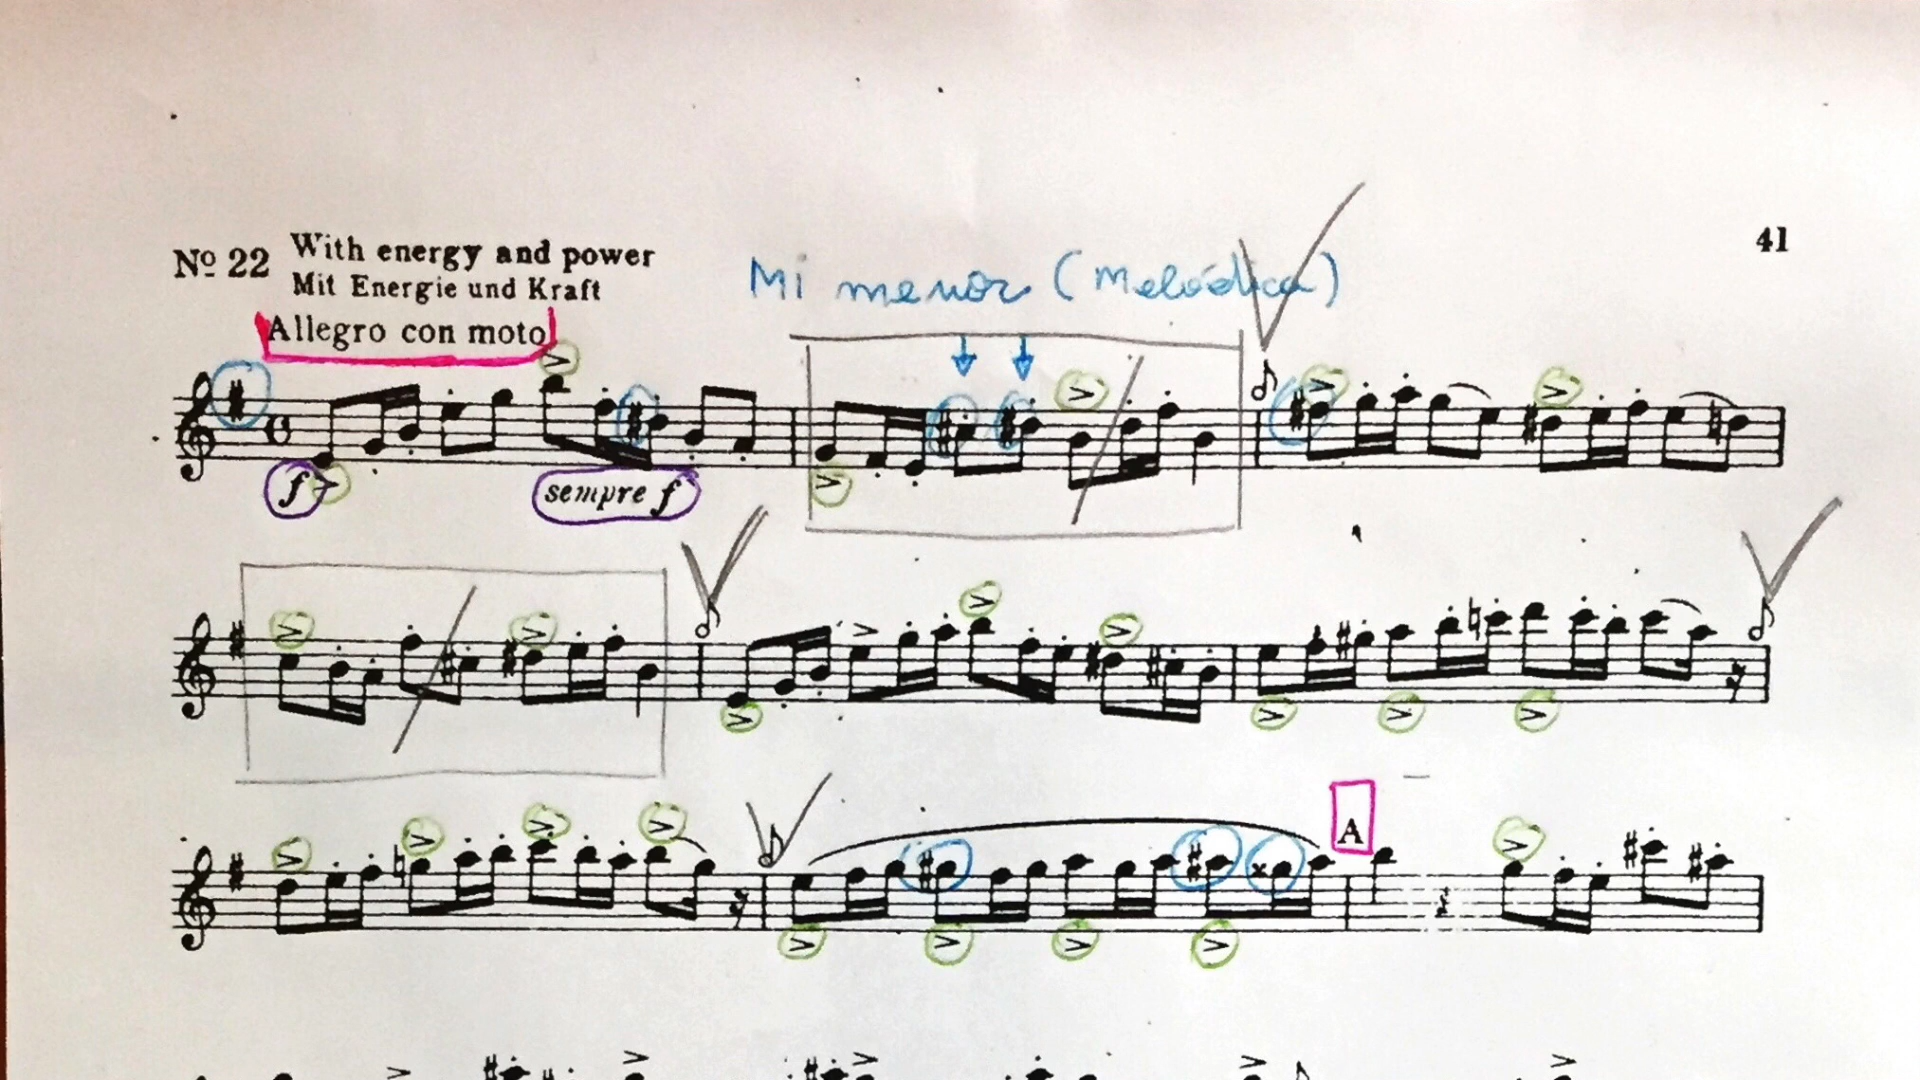 41
Nº 22 With energy and power
Mit Energie und Kraft
Allegro con moto
Mi menor (Melódica)
f
sempre f
A